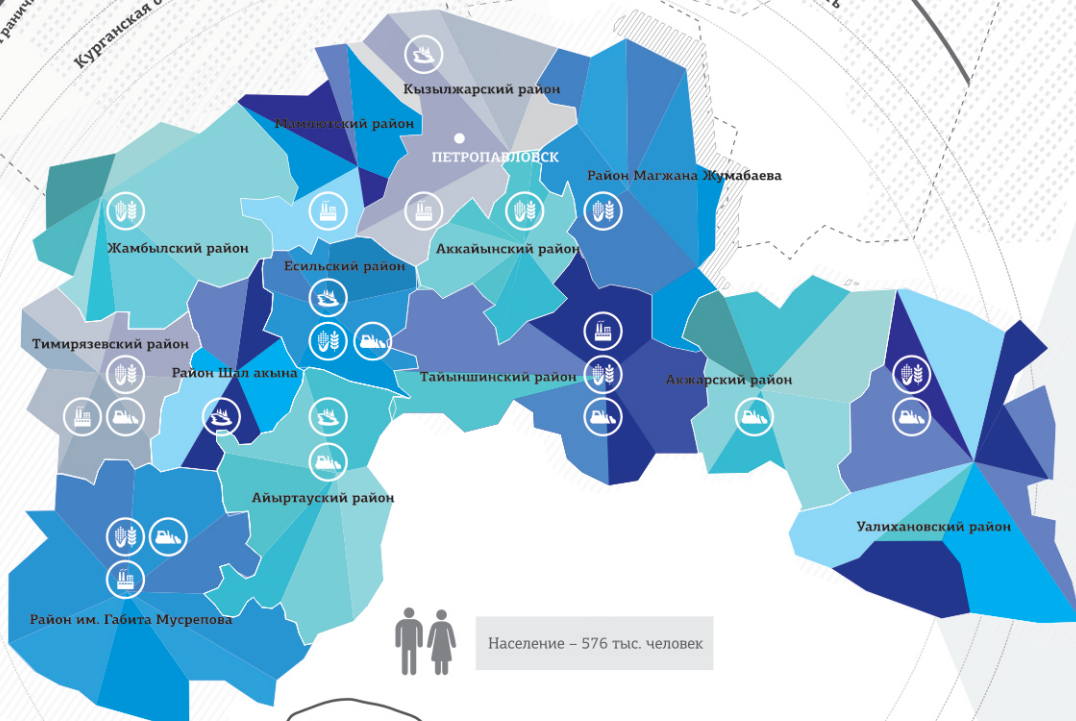 Курганская о
ь
Кызылжарский район
Мамлютский район
ПЕТРОПАВЛОВСК
Район Магжана Жумабаева
Жамбылский район
Аккайынский район
Есильский район
Тимирязевский район
Район Шал акына
Тайыншинский район
Акжарский район
Айыртауский район
Уалихановский район
Район им. Габита Мусрепова
Население – 576 тыс. человек